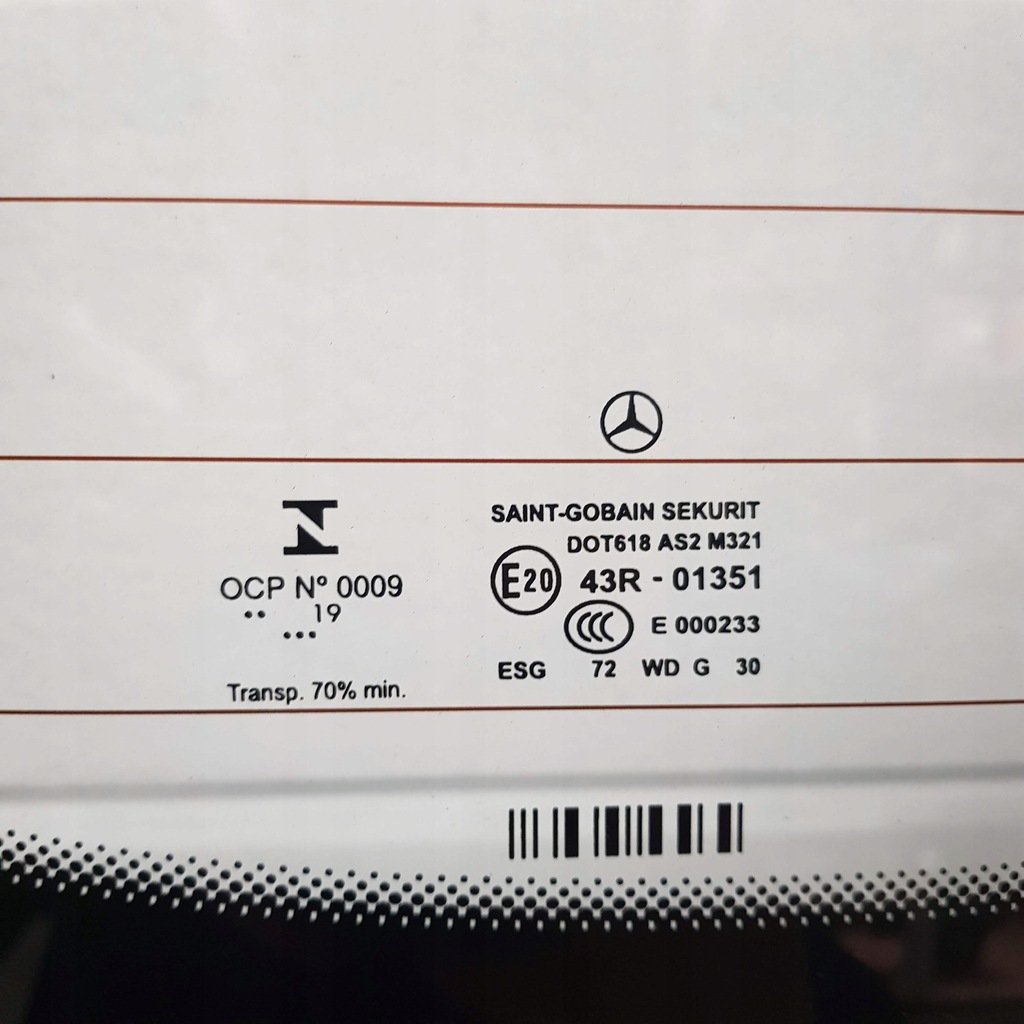 OCP Nº 0009
.. 19
...
Transp. 70% min.
SAINT-GOBAIN SEKURIT
DOT618 AS2 M321
E20 43R - 01351
CCC E 000233
ESG 72 WD G 30